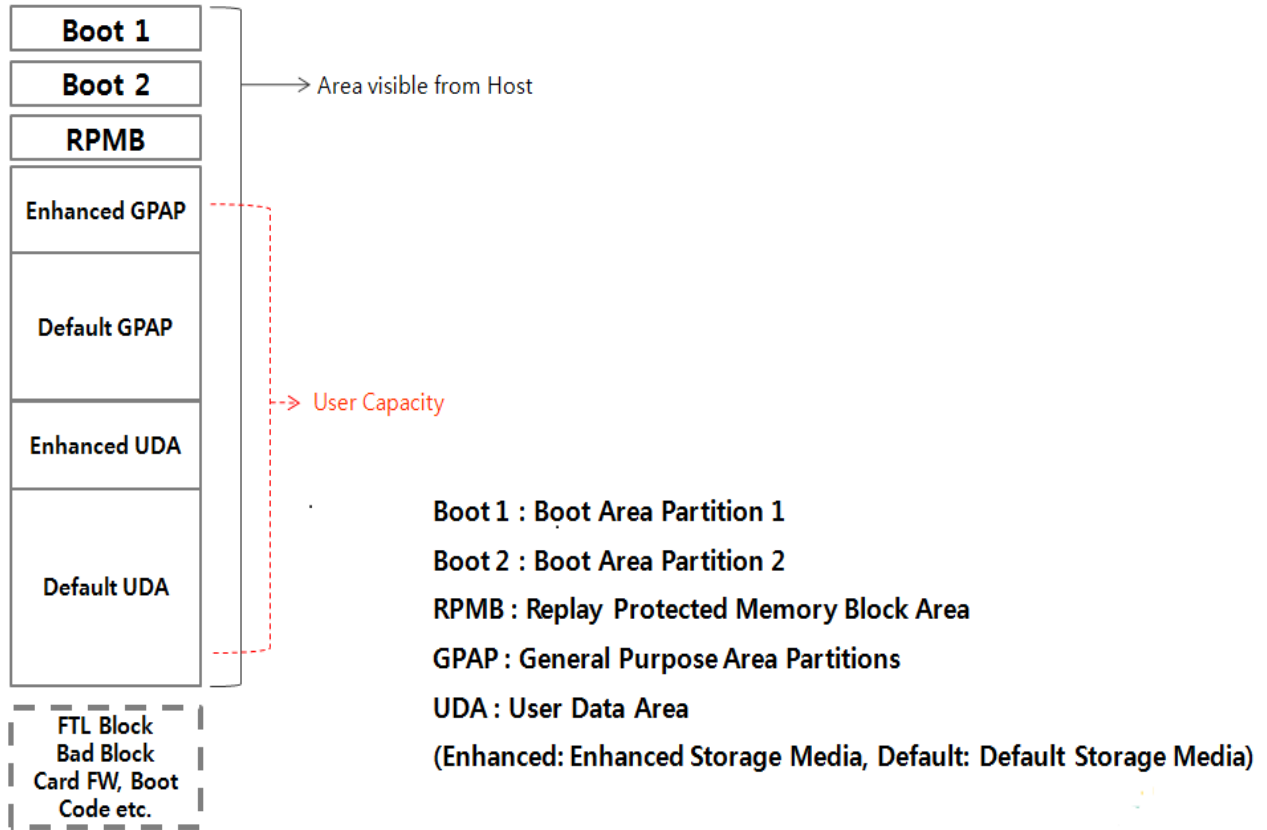 Boot 1
Boot 2
RPMB
Enhanced GPAP
Default GPAP
Enhanced UDA
Default UDA
FTL Block
Bad Block
Card FW, Boot
Code etc.
Area visible from Host
User Capacity
Boot 1 : Boot Area Partition 1
Boot 2 : Boot Area Partition 2
RPMB : Replay Protected Memory Block Area
GPAP : General Purpose Area Partitions
UDA : User Data Area
(Enhanced: Enhanced Storage Media, Default: Default Storage Media)